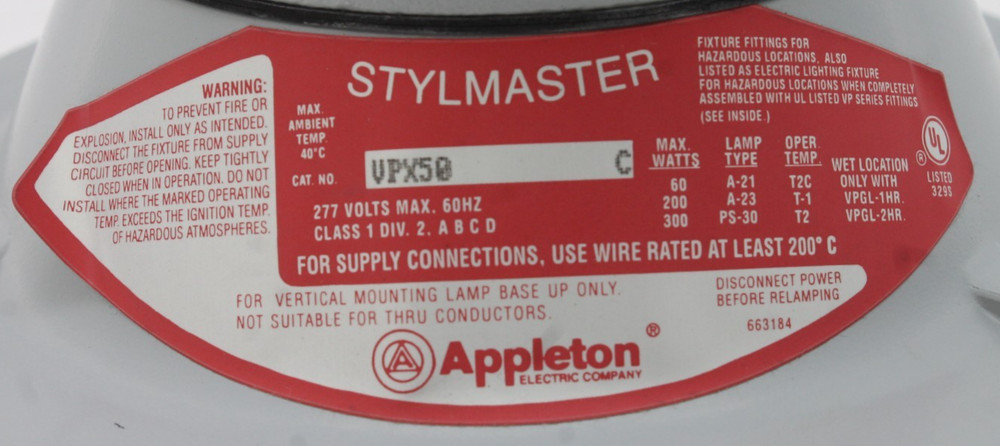 WARNING:
TO PREVENT FIRE OR
EXPLOSION, INSTALL ONLY AS INTENDED.
DISCONNECT THE FIXTURE FROM SUPPLY
CIRCUIT BEFORE OPENING. KEEP TIGHTLY
CLOSED WHEN IN OPERATION. DO NOT
INSTALL WHERE THE MARKED OPERATING
TEMP. EXCEEDS THE IGNITION TEMP.
OF HAZARDOUS ATMOSPHERES.
STYLMASTER
MAX.
AMBIENT
TEMP.
40°C
CAT. NO. VPX50 C
277 VOLTS MAX. 60HZ
CLASS 1 DIV. 2. A B C D
FIXTURE FITTINGS FOR
HAZARDOUS LOCATIONS, ALSO
LISTED AS ELECTRIC LIGHTING FIXTURE
FOR HAZARDOUS LOCATIONS WHEN COMPLETELY
ASSEMBLED WITH UL LISTED VP SERIES FITTINGS
(SEE INSIDE.)
MAX. LAMP OPER.
WATTS TYPE TEMP.
60 A-21 T2C
200 A-23 T-1
300 PS-30 T2
WET LOCATION
ONLY WITH
VPGL-1HR.
VPGL-2HR.
UL ®
LISTED
329S
FOR SUPPLY CONNECTIONS, USE WIRE RATED AT LEAST 200° C
FOR VERTICAL MOUNTING LAMP BASE UP ONLY.
NOT SUITABLE FOR THRU CONDUCTORS.
DISCONNECT POWER
BEFORE RELAMPING
663184
A Appleton ®
ELECTRIC COMPANY